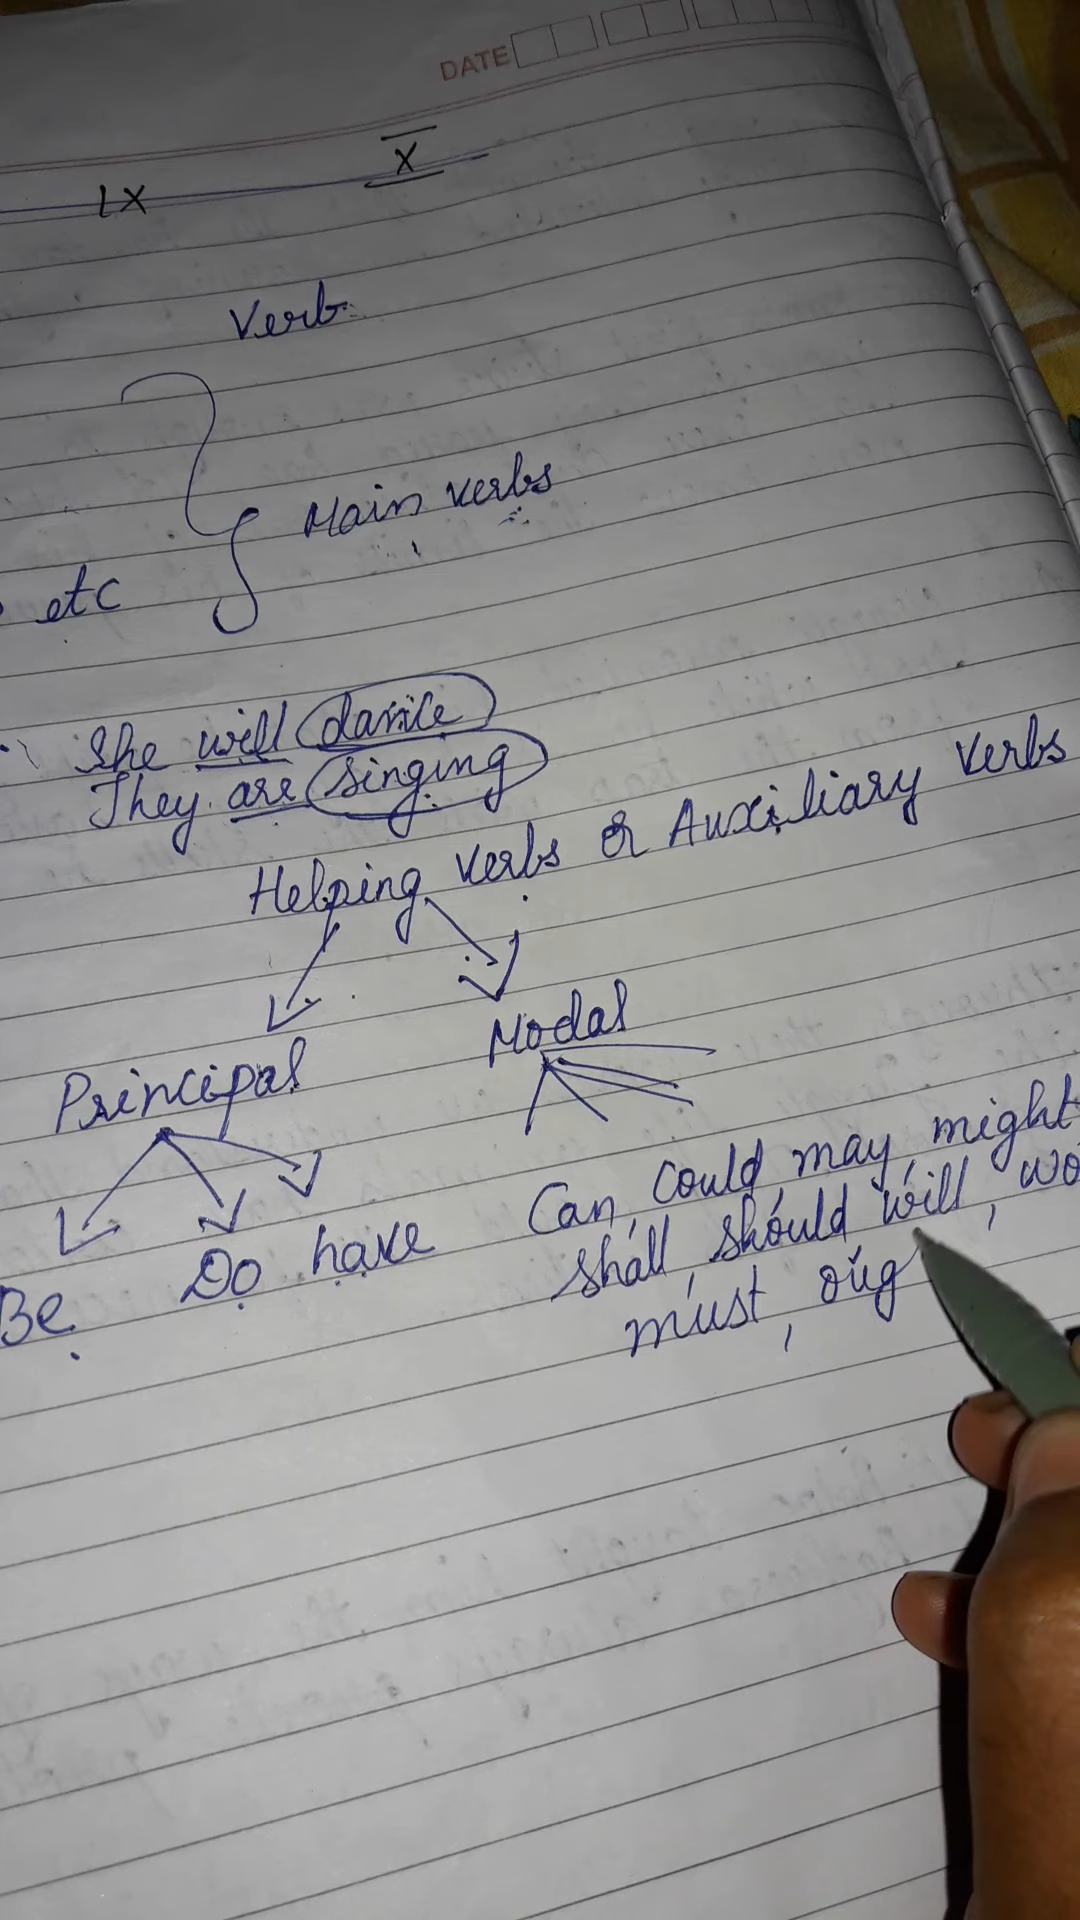 DATE
IX X
Verb
Main verbs
etc
She will dance
They are singing
Helping verbs or Auxiliary verbs
Principal Modal
Be Do have
Can, could, may, might
shall, should will, wo
must, oug